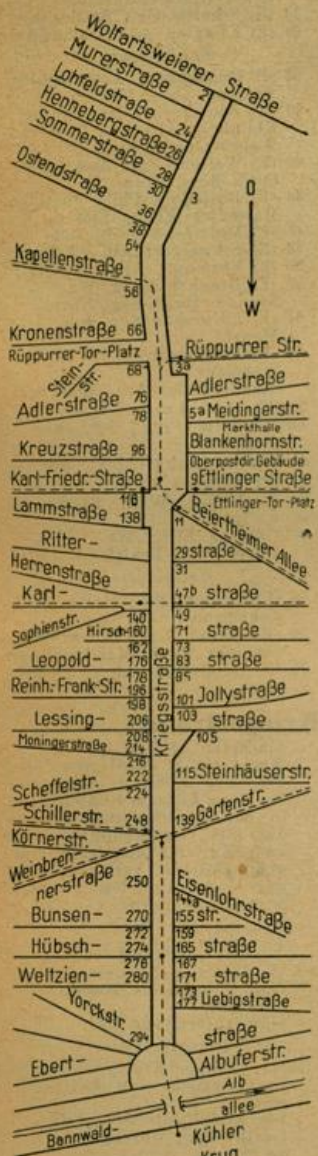 Wolfartsweierer Straße
Murerstraße 2
Lohfeldstraße 24
Hennebergstraße 26
Sommerstraße 28
30
Ostendstraße 36
38
3
O
W
54
Kapellenstraße
56
Kronenstraße 66
Rüppurrer-Tor-Platz
Rüppurrer Str.
3a
Stein-
str.
68
Adlerstraße
Adlerstraße 76
78
5a Meidingerstr.
Markthalle
Blankenhornstr.
Kreuzstraße 96
Oberpostdir. Gebäude
Karl-Friedr.-Straße
9 Ettlinger Straße
Ettlinger-Tor-Platz
118
Lammstraße 138
11
Beiertheimer Allee
Ritter-
29 straße
Herrenstraße
31
Karl-
47b straße
Sophienstr. 140
49
Hirsch- 160
71 straße
162
73
Leopold- 176
83 straße
178
85
Reinh.-Frank-Str. 196
101 Jollystraße
198
Lessing- 206
103 straße
208
Moningerstraße 214
105
Kriegsstraße
216
Scheffelstr. 222
224
115 Steinhäuserstr.
Schillerstr. 248
139 Gartenstr.
Körnerstr.
Weinbren-
nerstraße 250
Eisenlohrstraße
144a
Bunsen- 270
155 str.
272
159
Hübsch- 274
165 straße
276
167
Weltzien- 280
171 straße
173
177 Liebigstraße
Yorckstr. 294
Ebert-
straße
Albuferstr.
Alb
Bannwald-
allee
Kühler
Krug